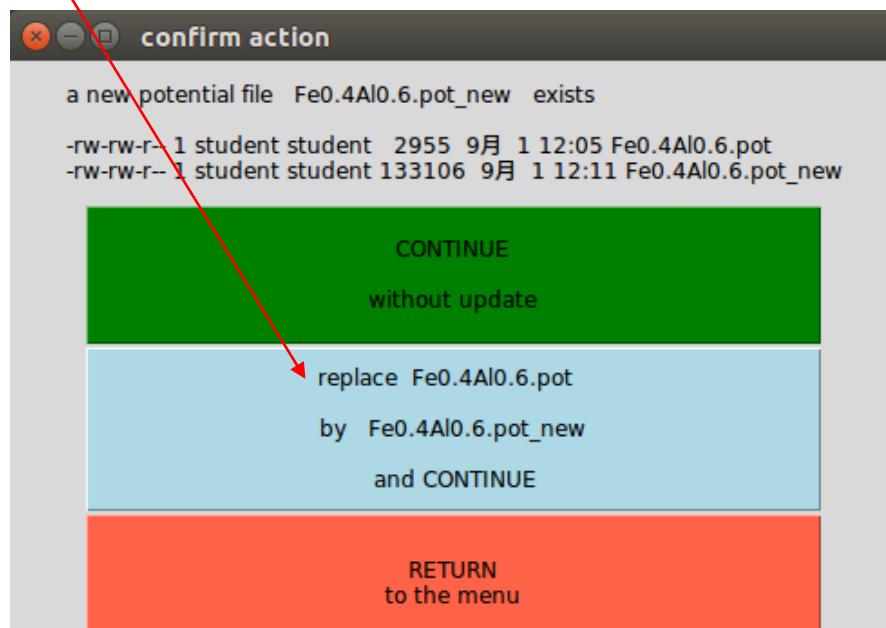 confirm action
a new potential file Fe0.4Al0.6.pot_new exists
-rw-rw-r-- 1 student student 2955 9月 1 12:05 Fe0.4Al0.6.pot
-rw-rw-r-- 1 student student 133106 9月 1 12:11 Fe0.4Al0.6.pot_new
CONTINUE
without update
replace Fe0.4Al0.6.pot
by Fe0.4Al0.6.pot_new
and CONTINUE
RETURN
to the menu